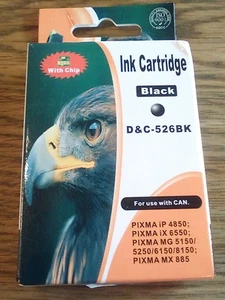 With Chip
Ink Cartridge
Black
D&C-526BK
For use with CAN.
PIXMA iP 4850;
PIXMA iX 6550;
PIXMA MG 5150/
5250/6150/8150;
PIXMA MX 885